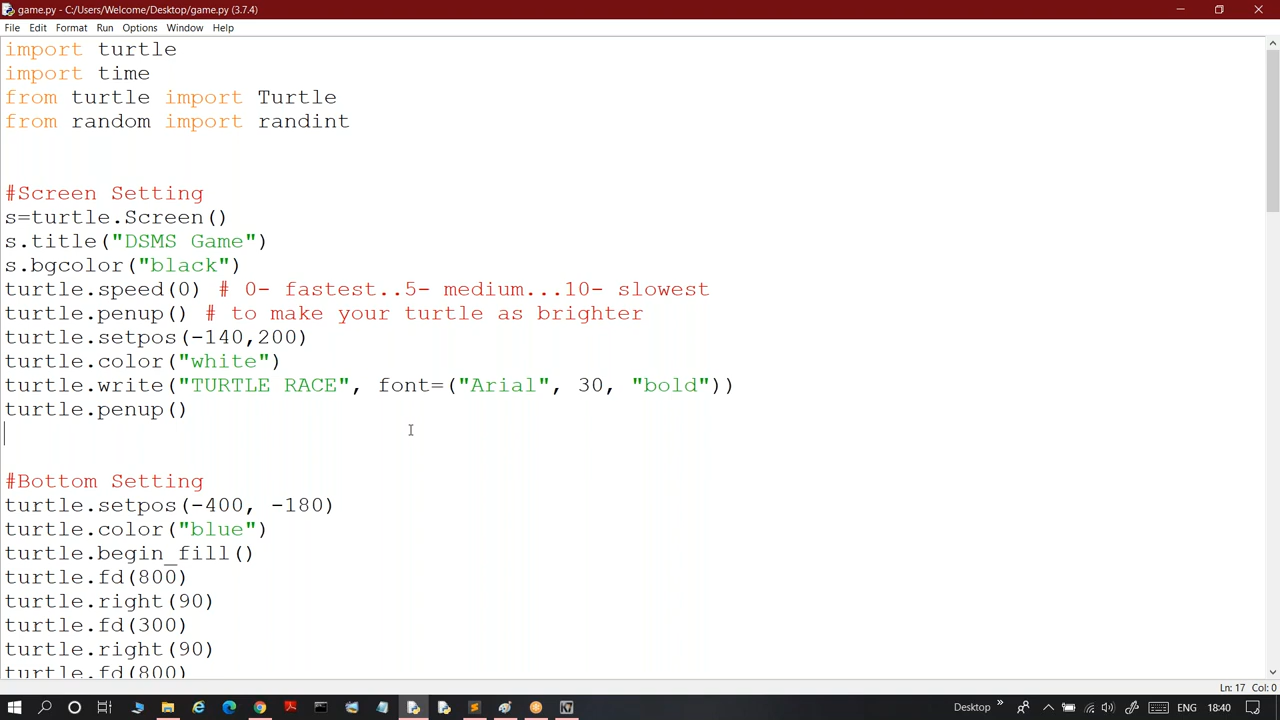 game.py - C:/Users/Welcome/Desktop/game.py (3.7.4)
File Edit Format Run Options Window Help
import turtle
import time
from turtle import Turtle
from random import randint
#Screen Setting
s=turtle.Screen()
s.title("DSMS Game")
s.bgcolor("black")
turtle.speed(0) # 0- fastest..5- medium...10- slowest
turtle.penup() # to make your turtle as brighter
turtle.setpos(-140,200)
turtle.color("white")
turtle.write("TURTLE RACE", font=("Arial", 30, "bold"))
turtle.penup()
#Bottom Setting
turtle.setpos(-400, -180)
turtle.color("blue")
turtle.begin_fill()
turtle.fd(800)
turtle.right(90)
turtle.fd(300)
turtle.right(90)
turtle.fd(800)
Ln: 17 Col: 0
Desktop » ENG 18:40